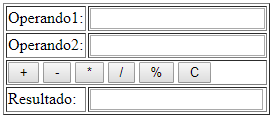 Operando1:
Operando2:
+ - * / % C
Resultado: